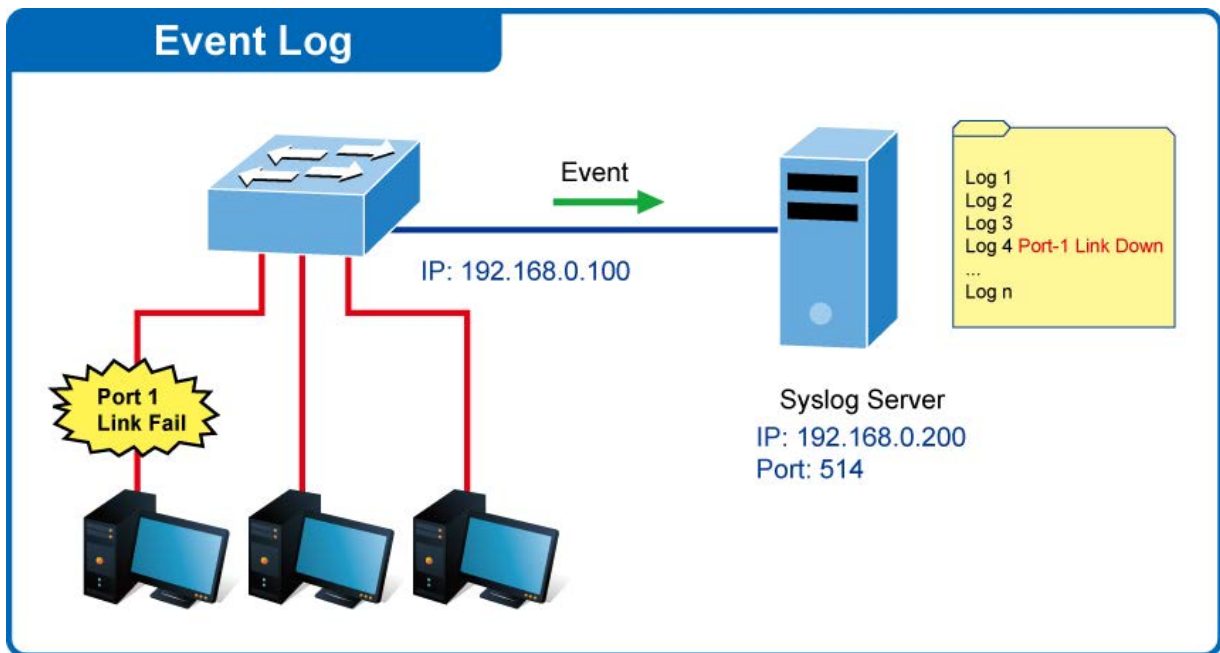 Event Log
Event
IP: 192.168.0.100
Log 1
Log 2
Log 3
Log 4 Port-1 Link Down
...
Log n
Port 1
Link Fail
Syslog Server
IP: 192.168.0.200
Port: 514